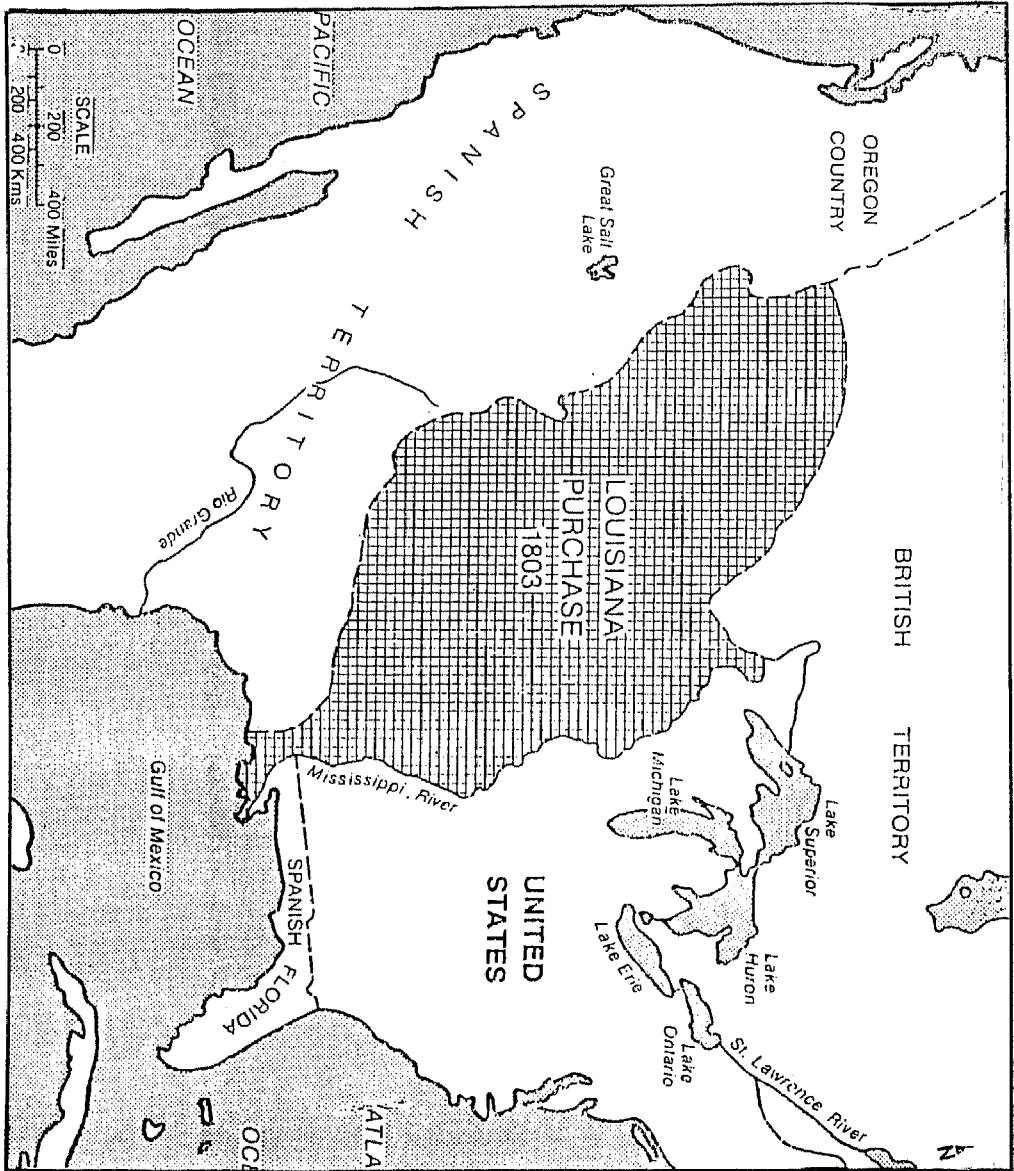 OREGON
COUNTRY
BRITISH TERRITORY
N
Great Salt
Lake
LOUISIANA
PURCHASE
1803
Lake
Superior
Lake
Michigan
Lake
Huron
Lake Erie
Lake
Ontario
St. Lawrence River
UNITED
STATES
SPANISH TERRITORY
Rio Grande
Mississippi River
SPANISH FLORIDA
Gulf of Mexico
PACIFIC
OCEAN
ATLA
OCE
SCALE
0 200 400 Miles
200 400 Kms